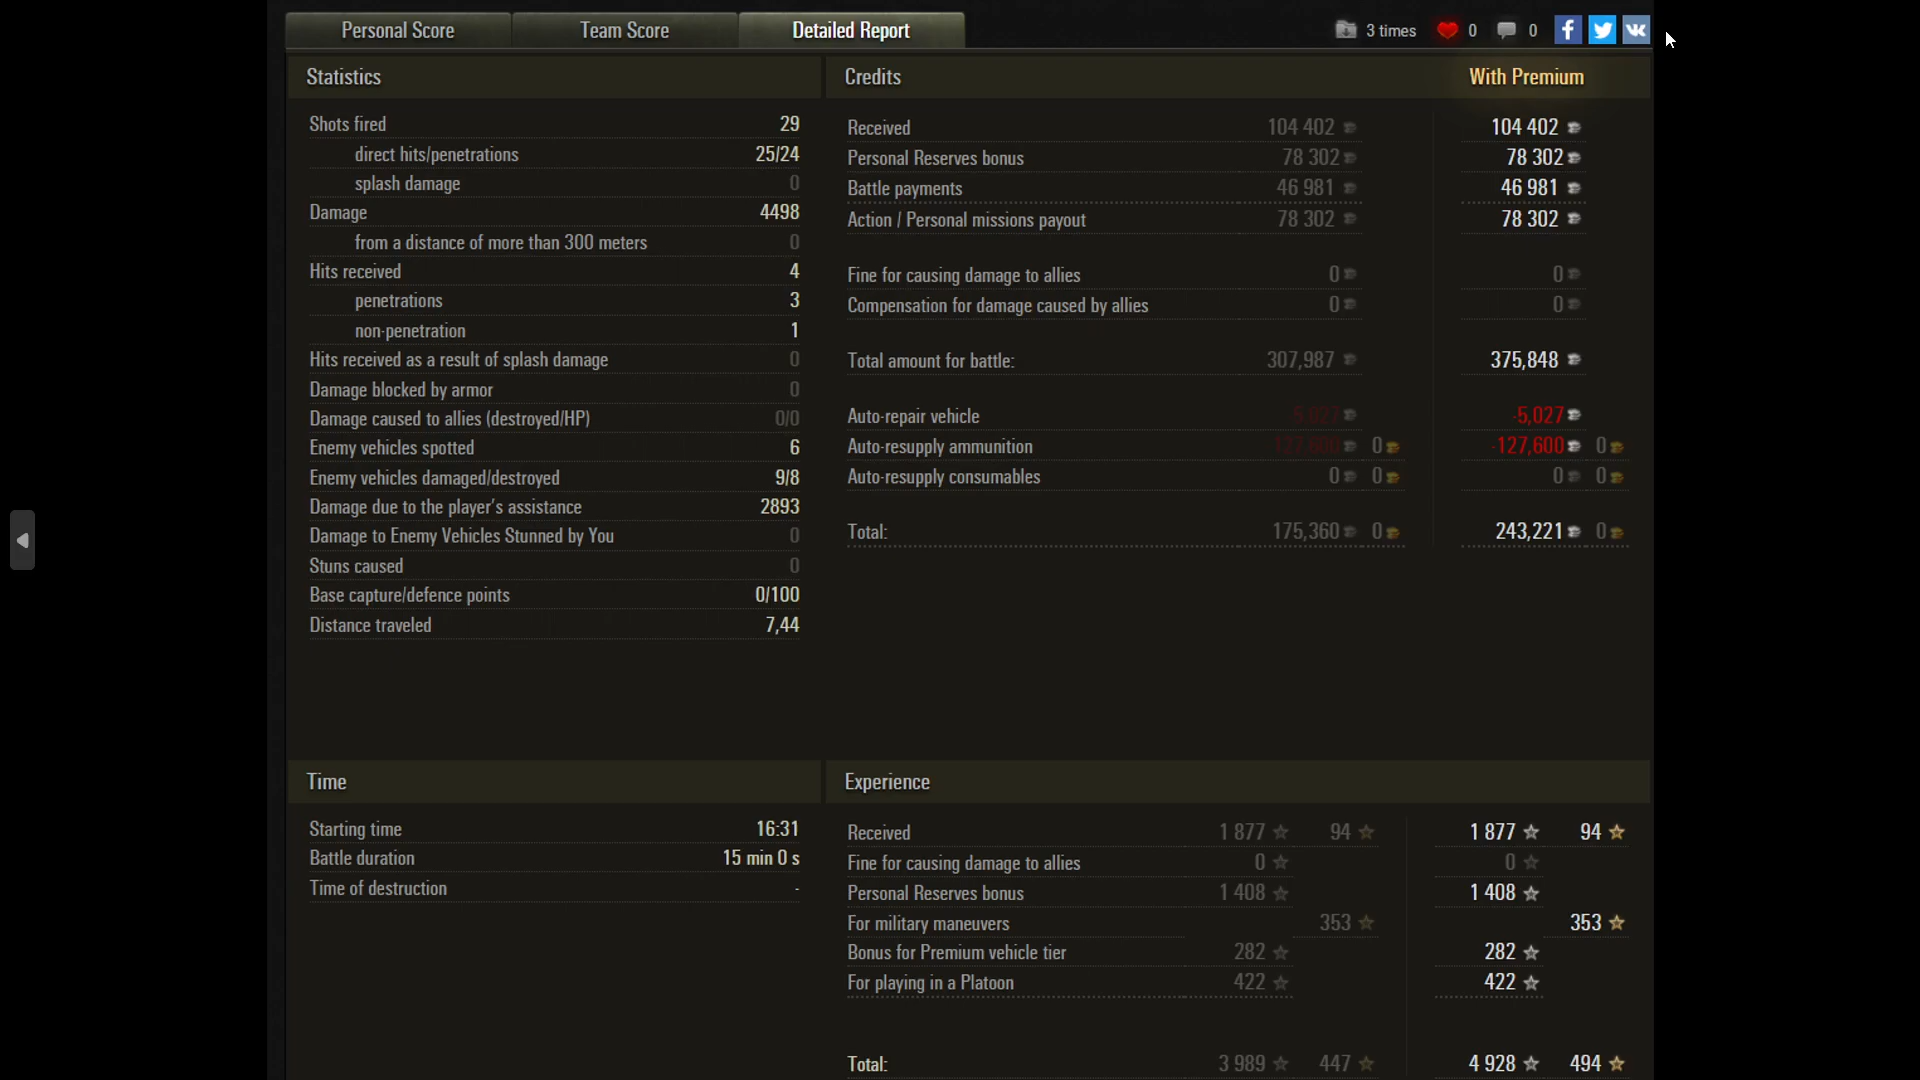 Personal Score Team Score Detailed Report 3 times 0 0
Statistics
Shots fired 29
direct hits/penetrations 25/24
splash damage 0
Damage 4498
from a distance of more than 300 meters 0
Hits received 4
penetrations 3
non-penetration 1
Hits received as a result of splash damage 0
Damage blocked by armor 0
Damage caused to allies (destroyed/HP) 0/0
Enemy vehicles spotted 6
Enemy vehicles damaged/destroyed 9/8
Damage due to the player's assistance 2893
Damage to Enemy Vehicles Stunned by You 0
Stuns caused 0
Base capture/defence points 0/100
Distance traveled 7,44
Credits With Premium
Received 104 402 104 402
Personal Reserves bonus 78 302 78 302
Battle payments 46 981 46 981
Action / Personal missions payout 78 302 78 302
Fine for causing damage to allies 0 0
Compensation for damage caused by allies 0 0
Total amount for battle: 307,987 375,848
Auto-repair vehicle -5,027 -5,027
Auto-resupply ammunition -127,600 0 -127,600 0
Auto-resupply consumables 0 0 0 0
Total: 175,360 0 243,221 0
Time
Starting time 16:31
Battle duration 15 min 0 s
Time of destruction -
Experience
Received 1 877 94 1 877 94
Fine for causing damage to allies 0 0
Personal Reserves bonus 1 408 1 408
For military maneuvers 353 353
Bonus for Premium vehicle tier 282 282
For playing in a Platoon 422 422
Total: 3 989 447 4 928 494